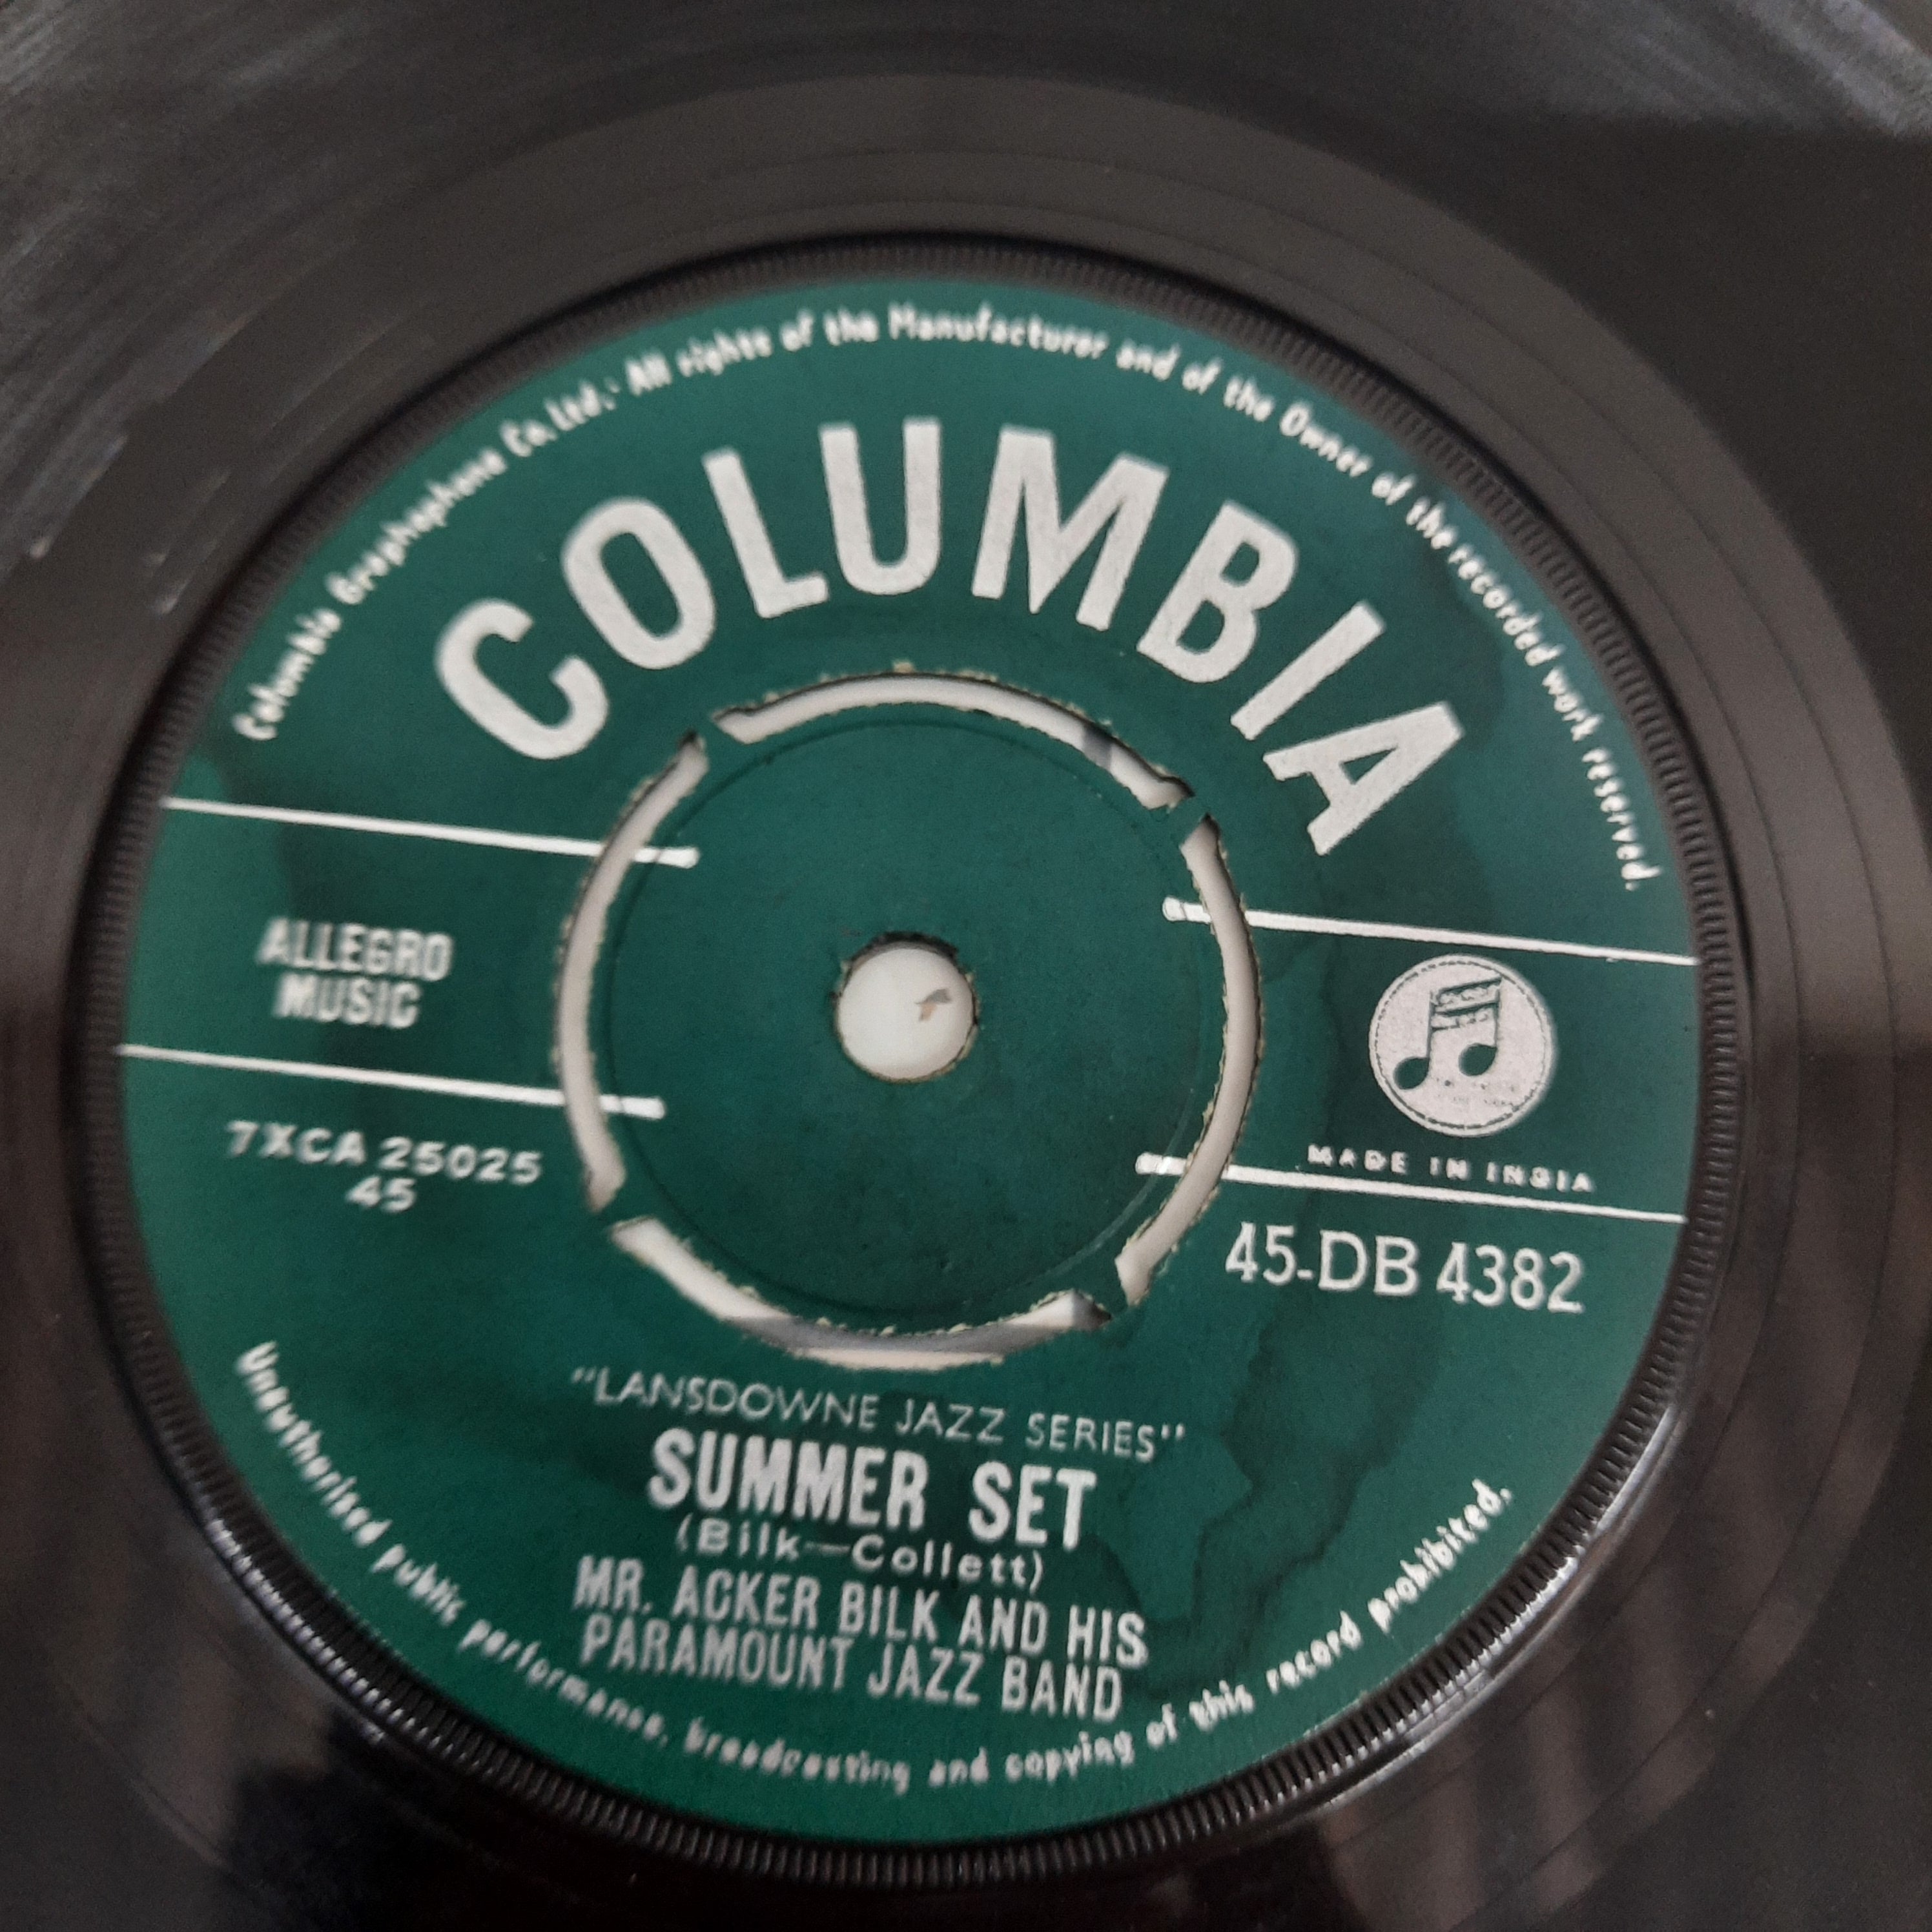 Columbia Graphophone Co. Ltd. All rights of the Manufacturer and of the Owner of the recorded work reserved.
COLUMBIA
ALLEGRO
MUSIC
7XCA 25025
45
MADE IN INDIA
45-DB 4382
"LANSDOWNE JAZZ SERIES"
SUMMER SET
(Bilk—Collett)
MR. ACKER BILK AND HIS
PARAMOUNT JAZZ BAND
Unauthorised public performance, broadcasting and copying of this record prohibited.